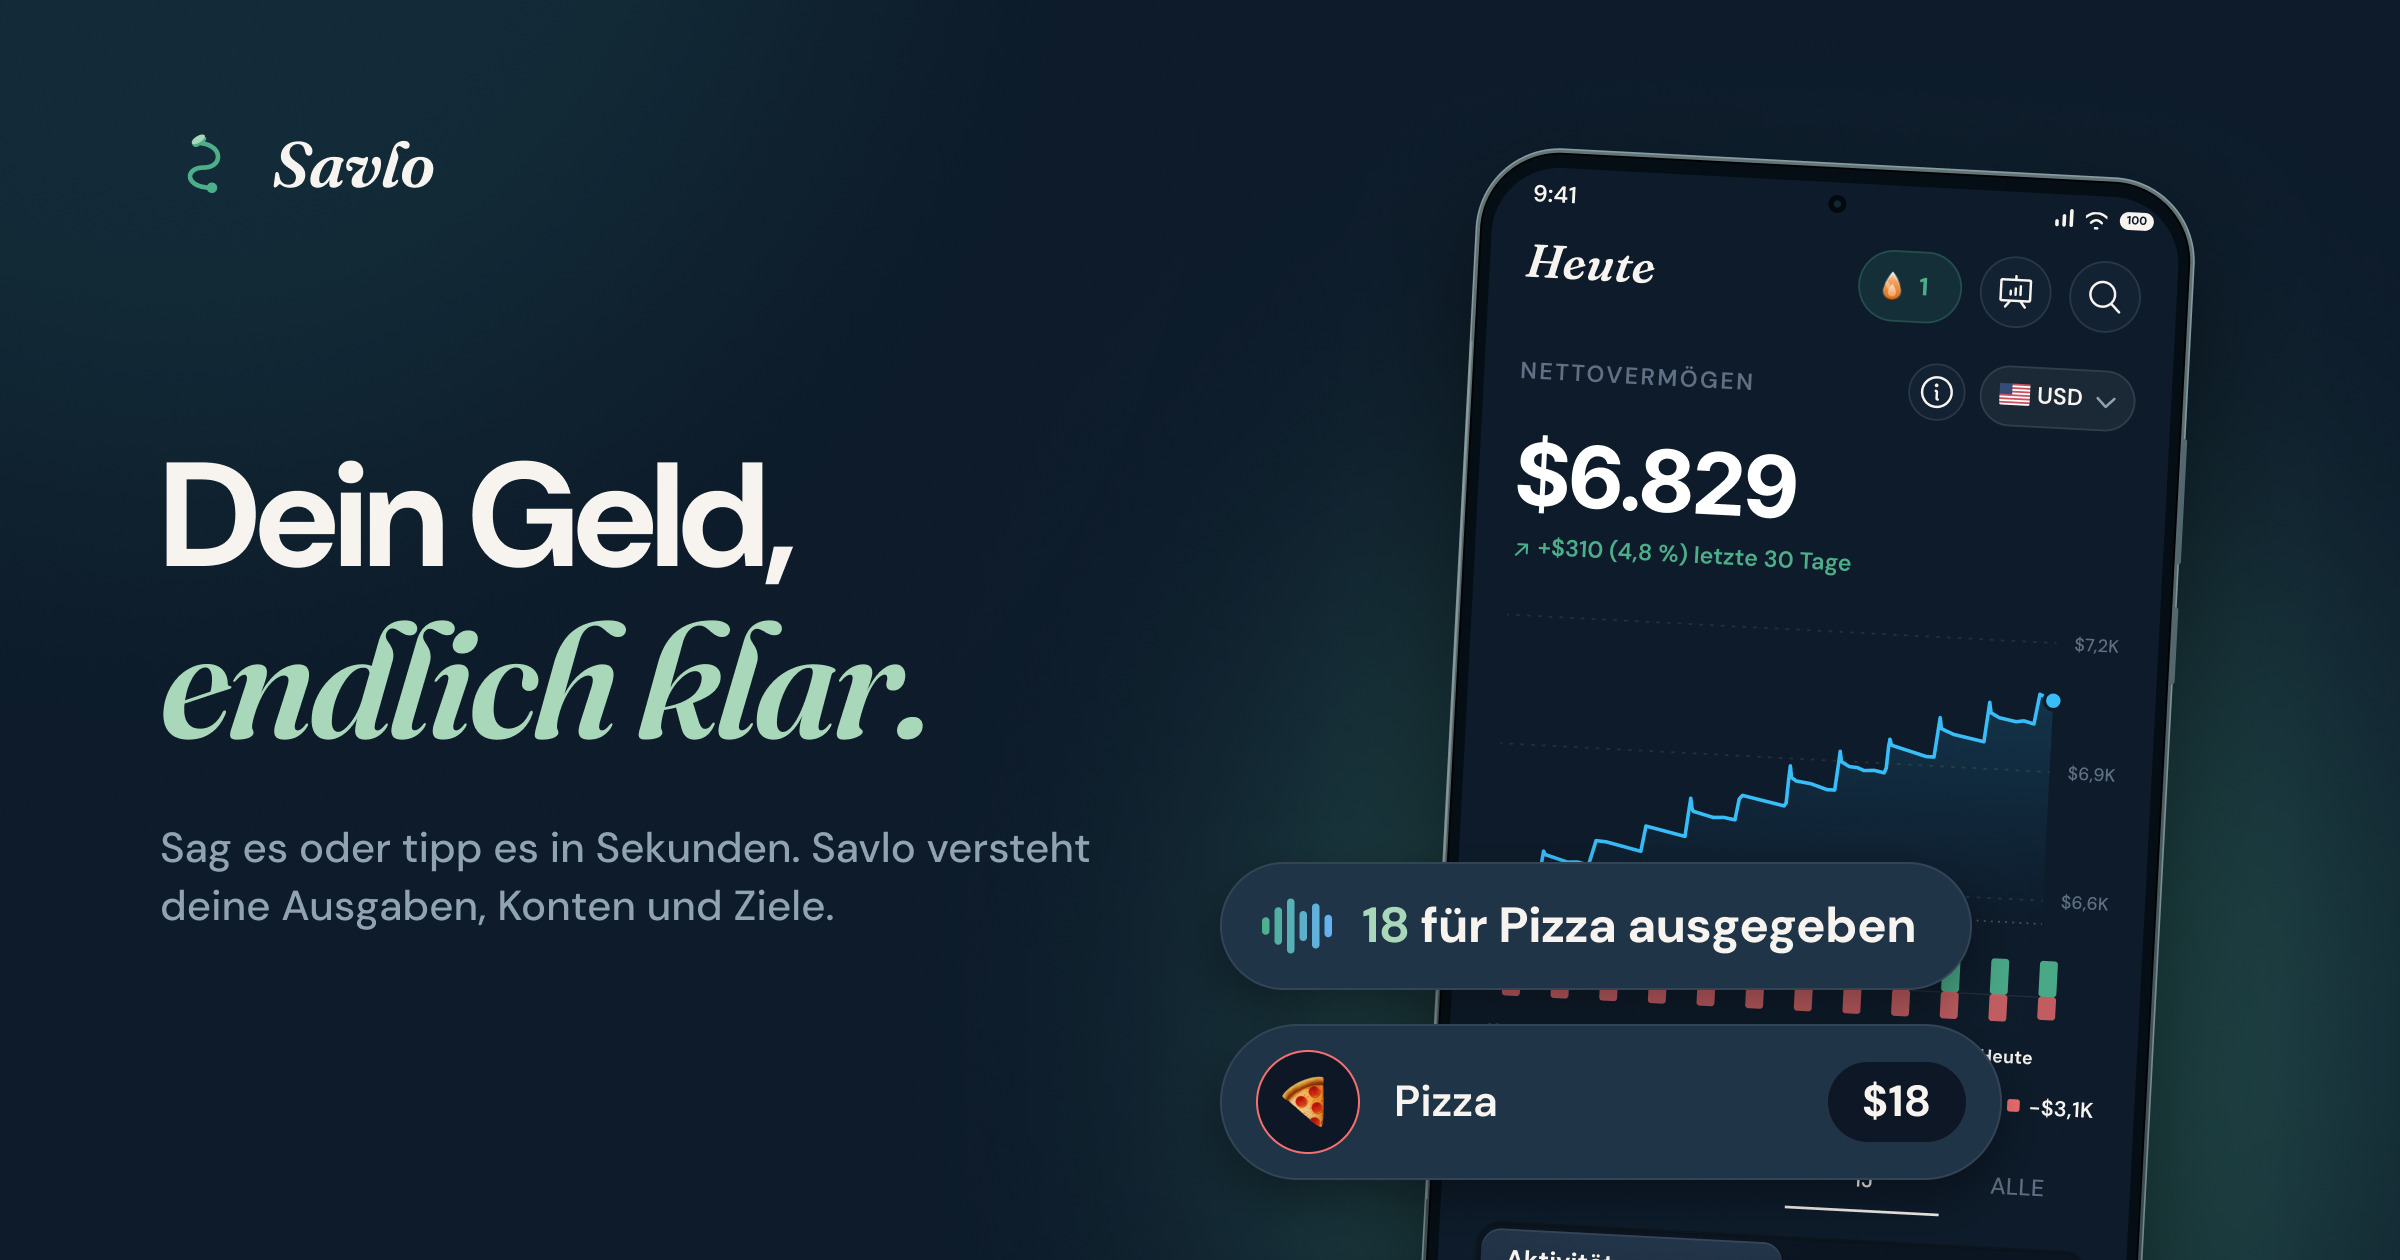 Savlo
Dein Geld,
endlich klar.
Sag es oder tipp es in Sekunden. Savlo versteht
deine Ausgaben, Konten und Ziele.
9:41
100
Heute
1
NETTOVERMÖGEN
USD
$6.829
+$310 (4,8 %) letzte 30 Tage
$7,2K
$6,9K
$6,6K
18 für Pizza ausgegeben
Heute
Pizza
$18
-$3,1K
ALLE
Aktivität